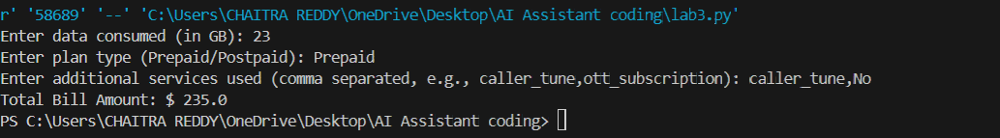 r' '58689' '--' 'C:\Users\CHAITRA REDDY\OneDrive\Desktop\AI Assistant coding\lab3.py'
Enter data consumed (in GB): 23
Enter plan type (Prepaid/Postpaid): Prepaid
Enter additional services used (comma separated, e.g., caller_tune,ott_subscription): caller_tune,No
Total Bill Amount: $ 235.0
PS C:\Users\CHAITRA REDDY\OneDrive\Desktop\AI Assistant coding>